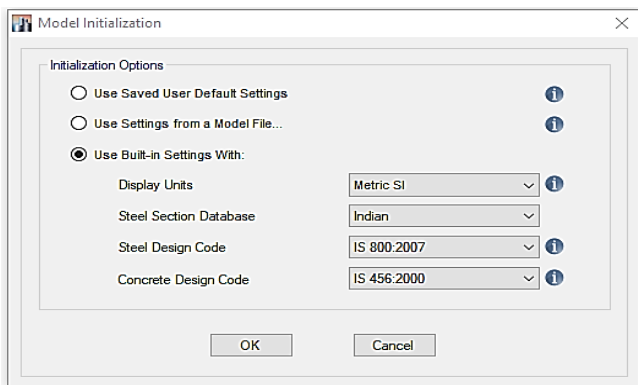 Model Initialization
Initialization Options
Use Saved User Default Settings
Use Settings from a Model File...
Use Built-in Settings With:
Display Units Metric SI
Steel Section Database Indian
Steel Design Code IS 800:2007
Concrete Design Code IS 456:2000
OK Cancel